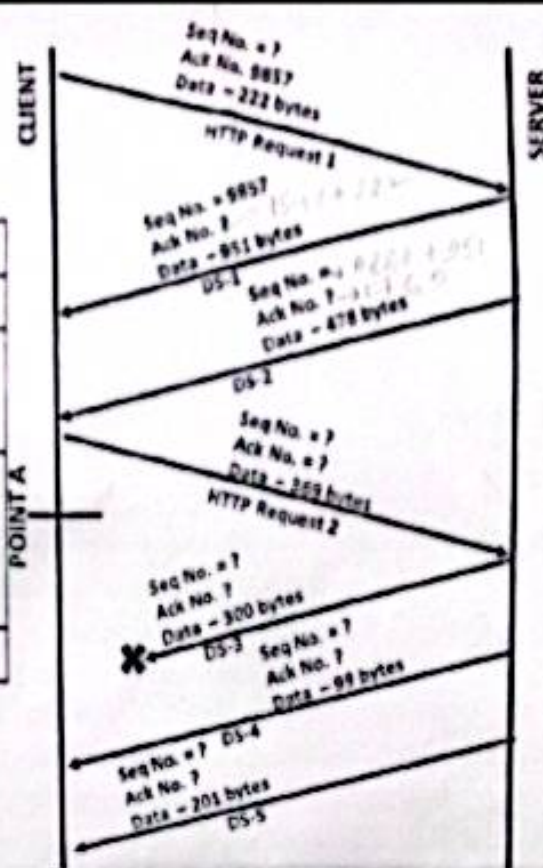 CLIENT
SERVER
Seq No. = ?
Ack No. 9857
Data – 222 bytes
HTTP Request 1
Seq No. = 9857
Ack No. ?
Data – 951 bytes
DS-1
Seq No. =
Ack No. ?
Data – 478 bytes
DS-2
Seq No. = ?
Ack No. = ?
Data – 269 bytes
HTTP Request 2
POINT A
Seq No. = ?
Ack No. ?
Data – 300 bytes
DS-3
Seq No. = ?
Ack No. ?
Data – 99 bytes
DS-4
Seq No. = ?
Ack No. ?
Data – 201 bytes
DS-5